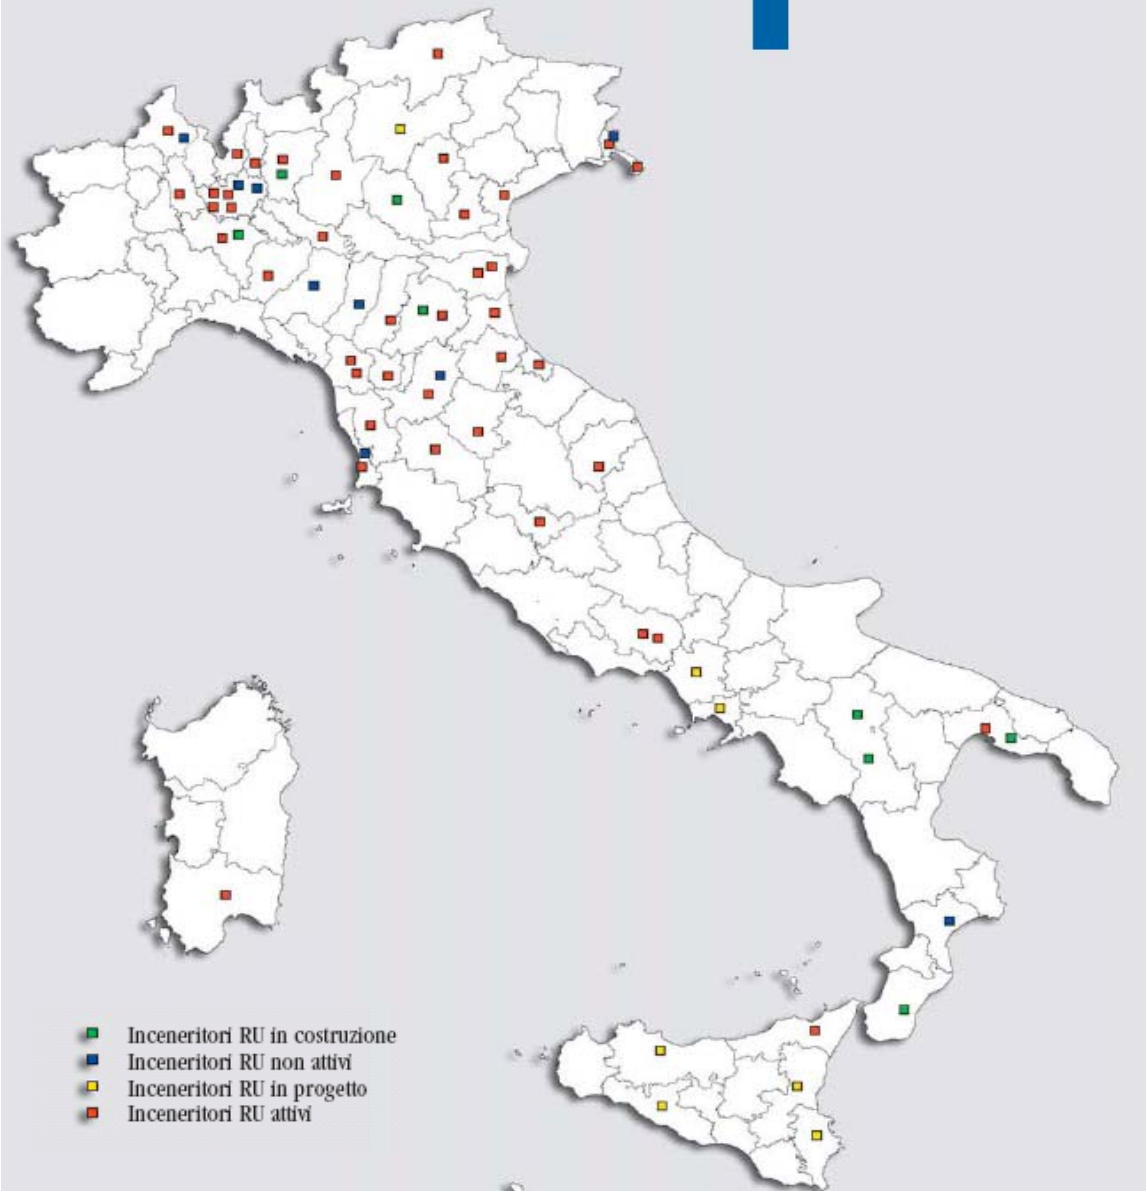 Inceneritori RU in costruzione
Inceneritori RU non attivi
Inceneritori RU in progetto
Inceneritori RU attivi